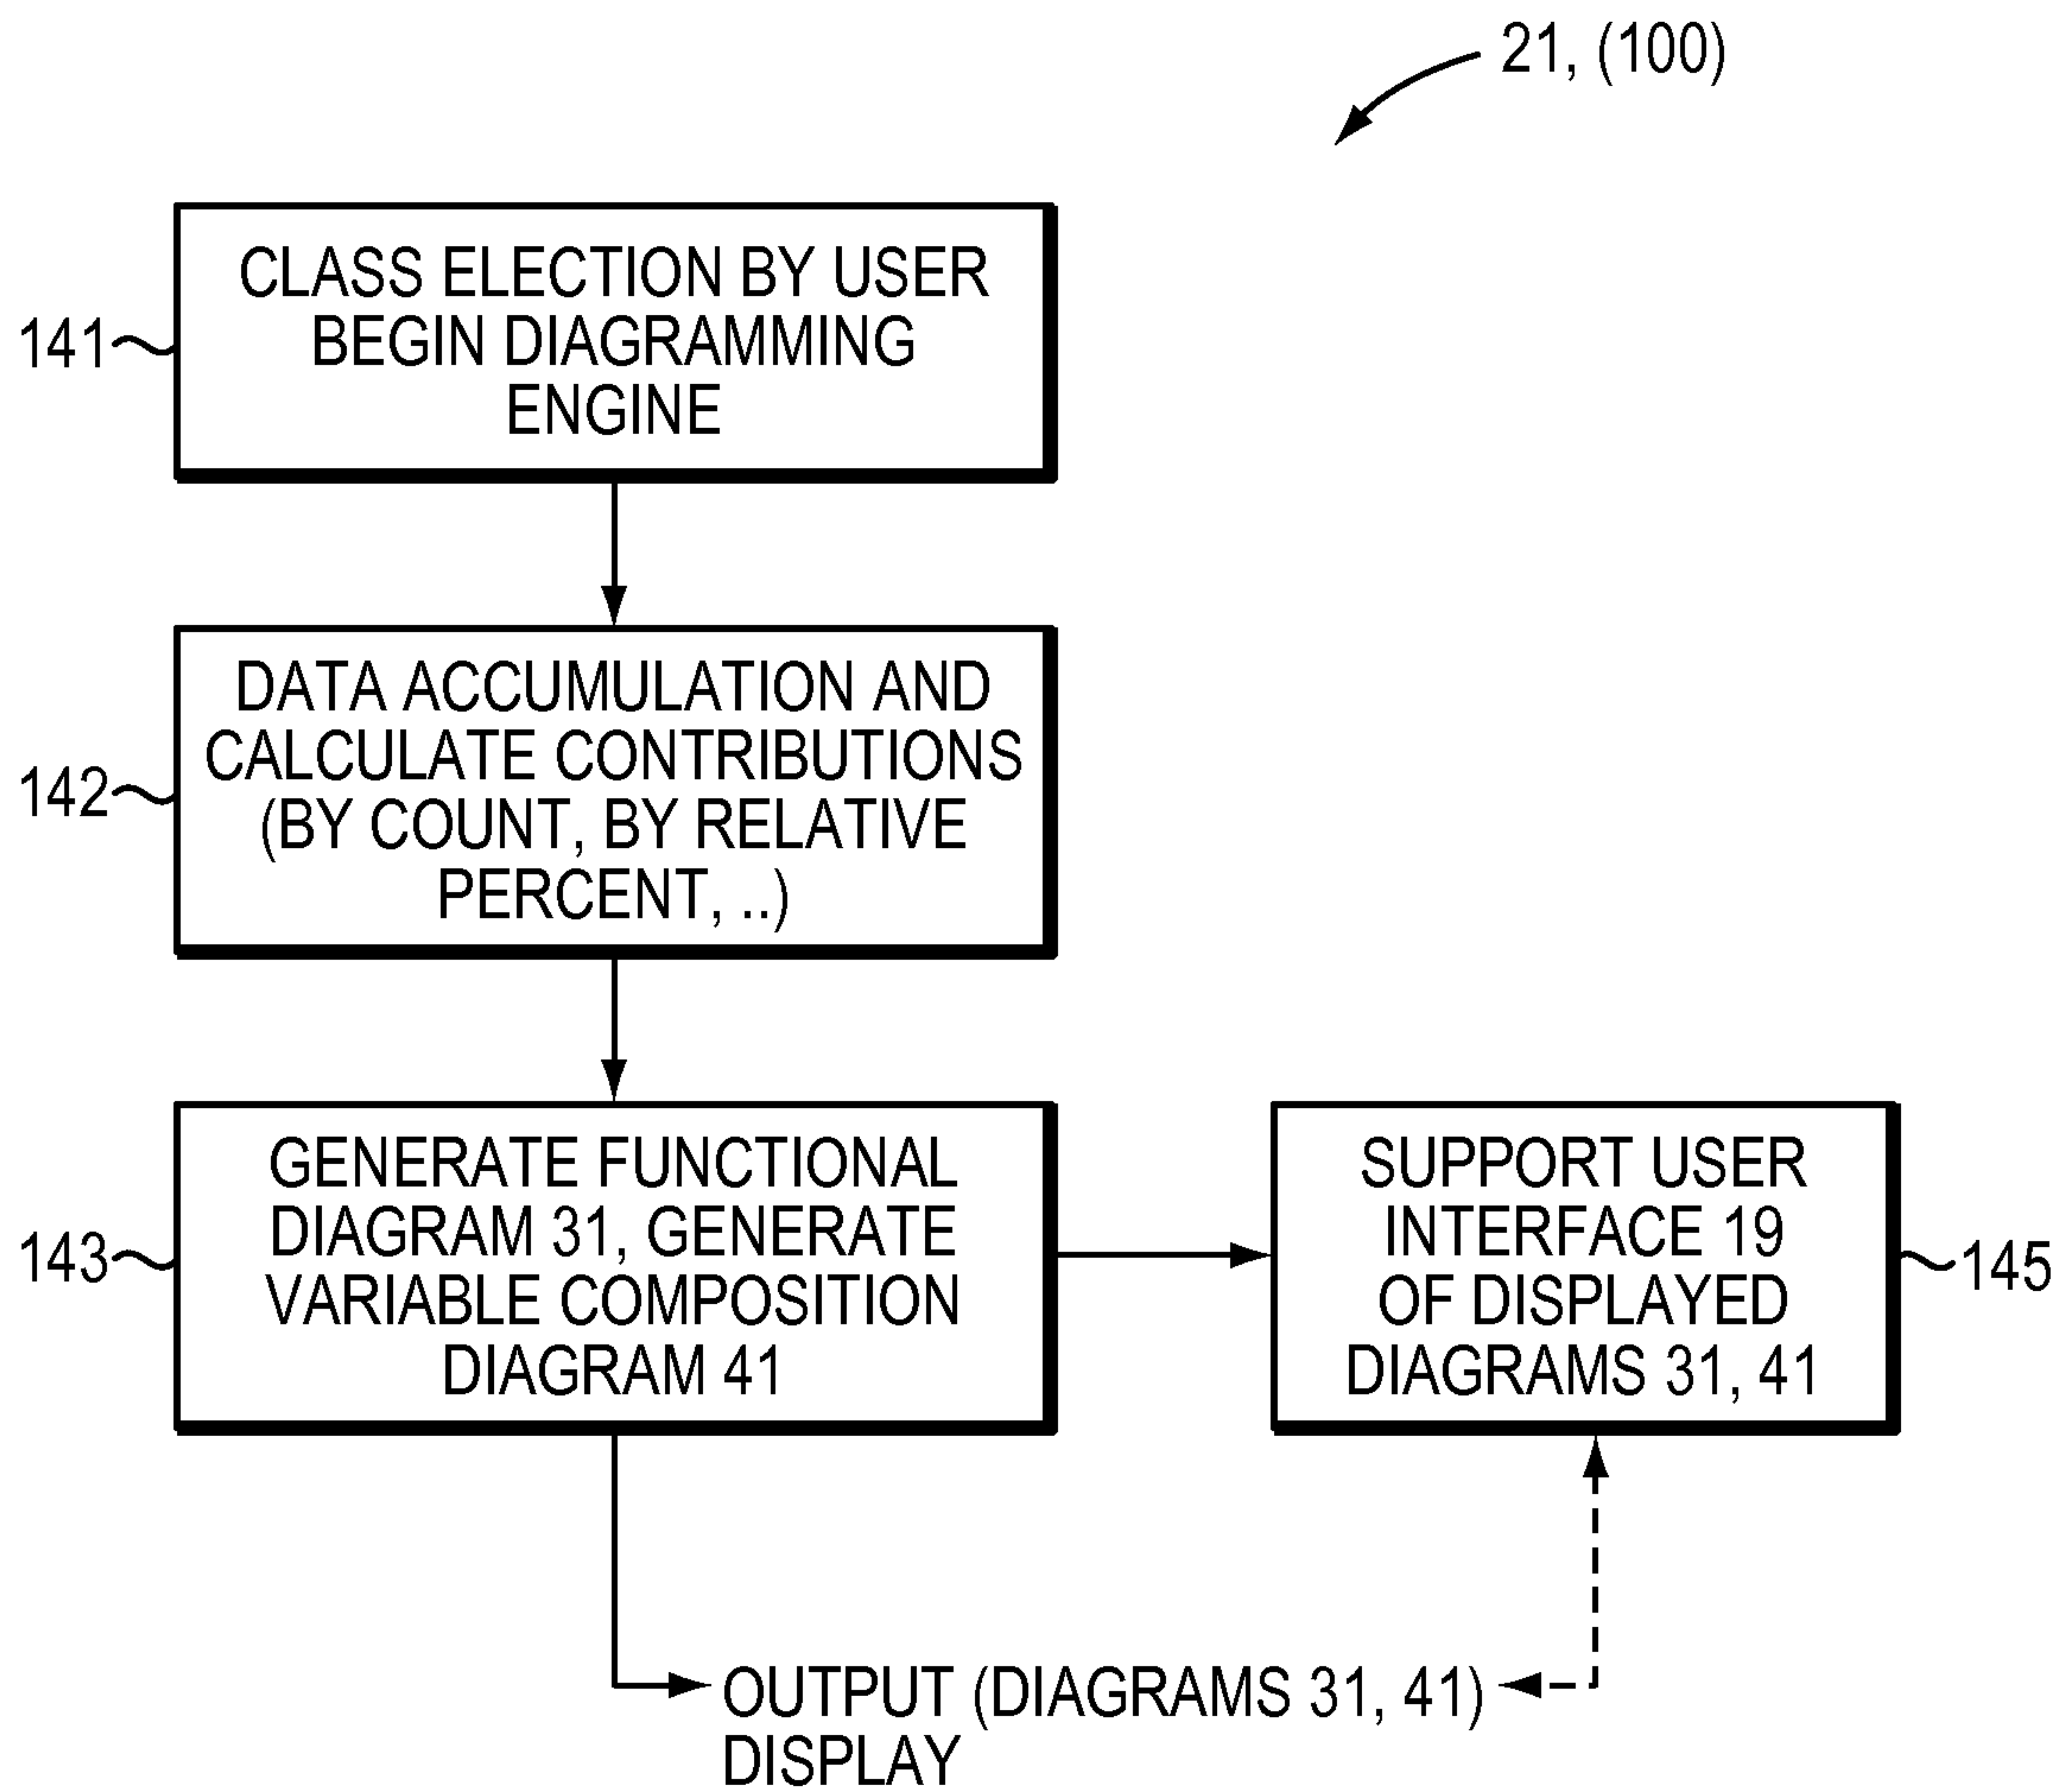 21, (100)
CLASS ELECTION BY USER
BEGIN DIAGRAMMING
ENGINE
141
DATA ACCUMULATION AND
CALCULATE CONTRIBUTIONS
(BY COUNT, BY RELATIVE
PERCENT, ..)
142
GENERATE FUNCTIONAL
DIAGRAM 31, GENERATE
VARIABLE COMPOSITION
DIAGRAM 41
143
SUPPORT USER
INTERFACE 19
OF DISPLAYED
DIAGRAMS 31, 41
145
OUTPUT (DIAGRAMS 31, 41)
DISPLAY